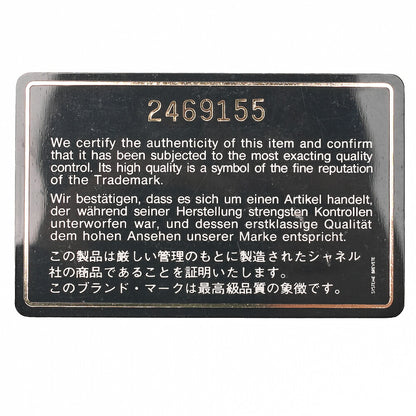 2469155
We certify the authenticity of this item and confirm
that it has been subjected to the most exacting quality
control. Its high quality is a symbol of the fine reputation
of the Trademark.
Wir bestätigen, dass es sich um einen Artikel handelt,
der während seiner Herstellung strengsten Kontrollen
unterworfen war, und dessen erstklassige Qualität
dem hohen Ansehen unserer Marke entspricht.
この製品は厳しい管理のもとに製造されたシャネル
社の商品であることを証明いたします。
このブランド・マークは最高級品質の象徴です。
SYSTEME BREVETE